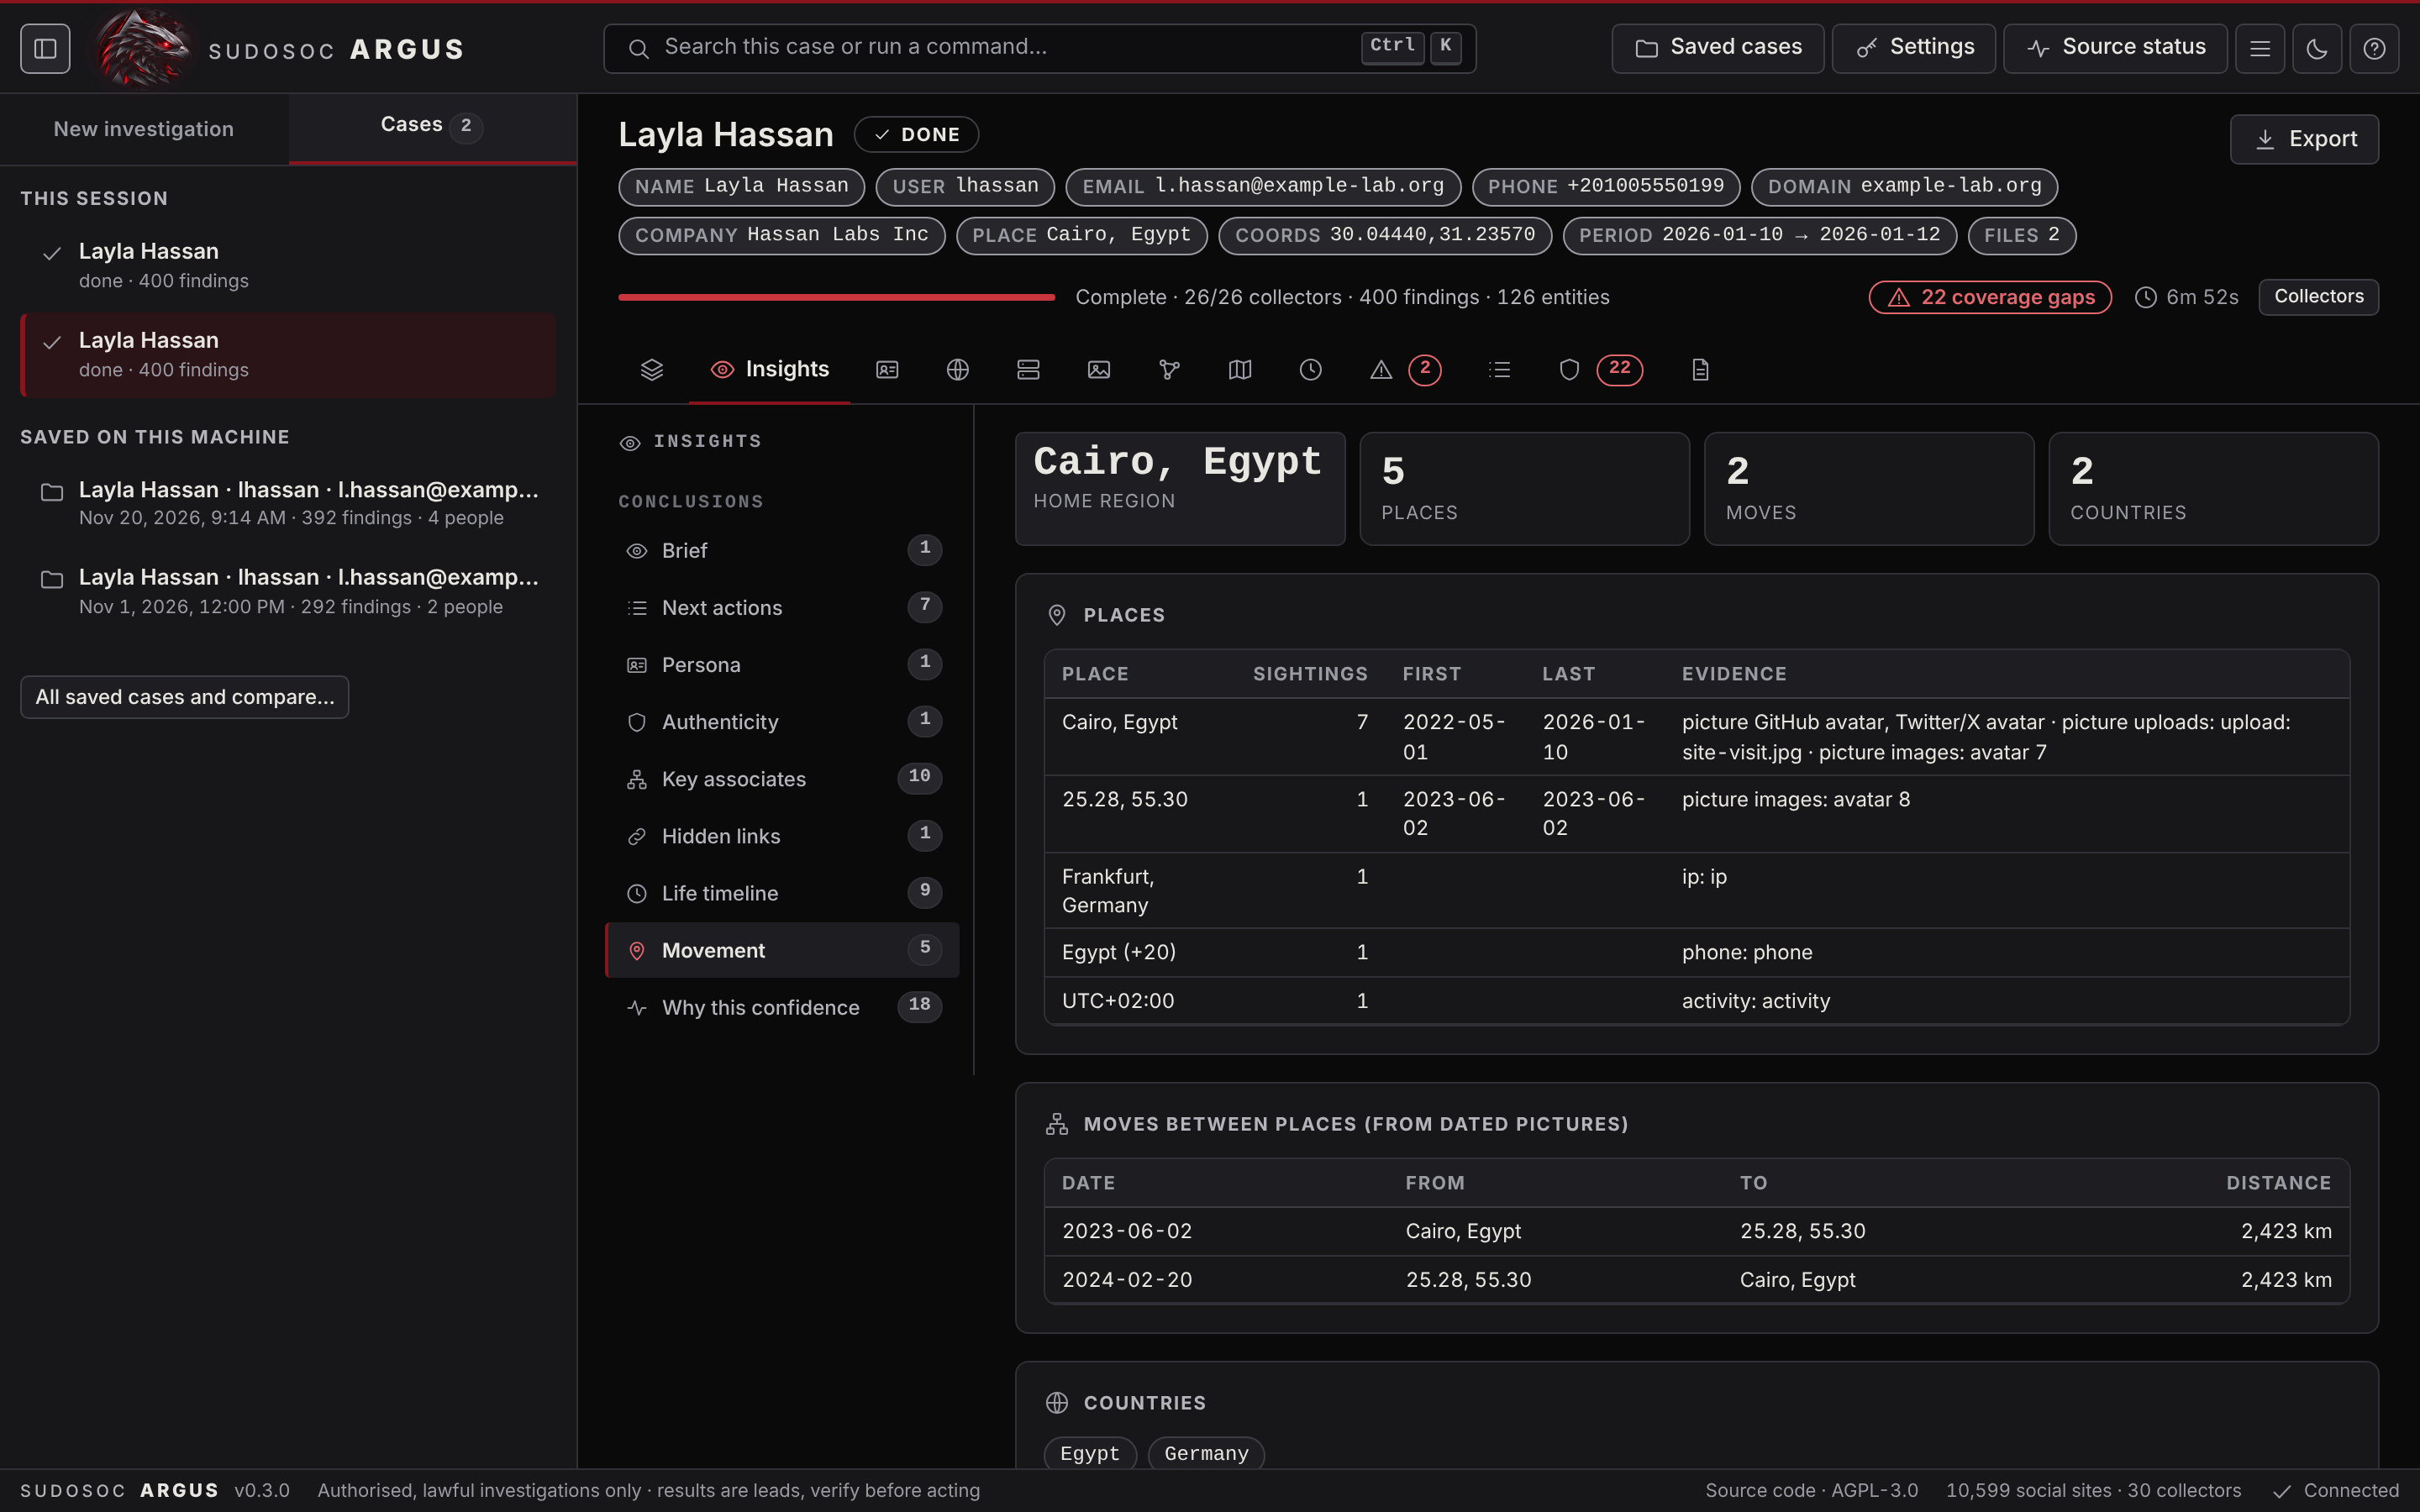 SUDOSOC ARGUS
Search this case or run a command...
Ctrl K
Saved cases
Settings
Source status
New investigation
Cases 2
THIS SESSION
Layla Hassan
done · 400 findings
Layla Hassan
done · 400 findings
SAVED ON THIS MACHINE
Layla Hassan · lhassan · l.hassan@examp...
Nov 20, 2026, 9:14 AM · 392 findings · 4 people
Layla Hassan · lhassan · l.hassan@examp...
Nov 1, 2026, 12:00 PM · 292 findings · 2 people
All saved cases and compare...
Layla Hassan
DONE
Export
NAME Layla Hassan
USER lhassan
EMAIL l.hassan@example-lab.org
PHONE +201005550199
DOMAIN example-lab.org
COMPANY Hassan Labs Inc
PLACE Cairo, Egypt
COORDS 30.04440,31.23570
PERIOD 2026-01-10 → 2026-01-12
FILES 2
Complete · 26/26 collectors · 400 findings · 126 entities
22 coverage gaps
6m 52s
Collectors
Insights
2
22
INSIGHTS
CONCLUSIONS
Brief 1
Next actions 7
Persona 1
Authenticity 1
Key associates 10
Hidden links 1
Life timeline 9
Movement 5
Why this confidence 18
Cairo, Egypt
HOME REGION
5
PLACES
2
MOVES
2
COUNTRIES
PLACES
PLACE SIGHTINGS FIRST LAST EVIDENCE
Cairo, Egypt 7 2022-05- 2026-01- picture GitHub avatar, Twitter/X avatar · picture uploads: upload:
01 10 site-visit.jpg · picture images: avatar 7
25.28, 55.30 1 2023-06- 2023-06- picture images: avatar 8
02 02
Frankfurt, 1 ip: ip
Germany
Egypt (+20) 1 phone: phone
UTC+02:00 1 activity: activity
MOVES BETWEEN PLACES (FROM DATED PICTURES)
DATE FROM TO DISTANCE
2023-06-02 Cairo, Egypt 25.28, 55.30 2,423 km
2024-02-20 25.28, 55.30 Cairo, Egypt 2,423 km
COUNTRIES
Egypt Germany
SUDOSOC ARGUS v0.3.0 Authorised, lawful investigations only · results are leads, verify before acting
Source code · AGPL-3.0 10,599 social sites · 30 collectors Connected